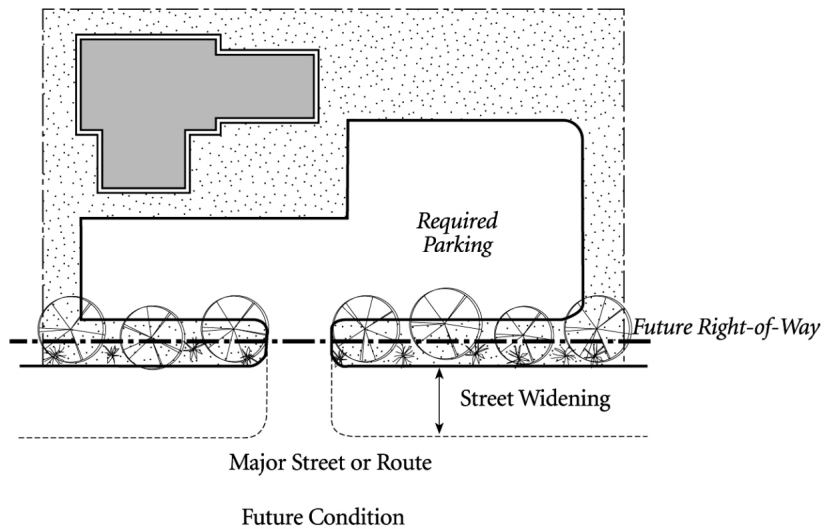 Required
Parking
Future Right-of-Way
Street Widening
Major Street or Route
Future Condition